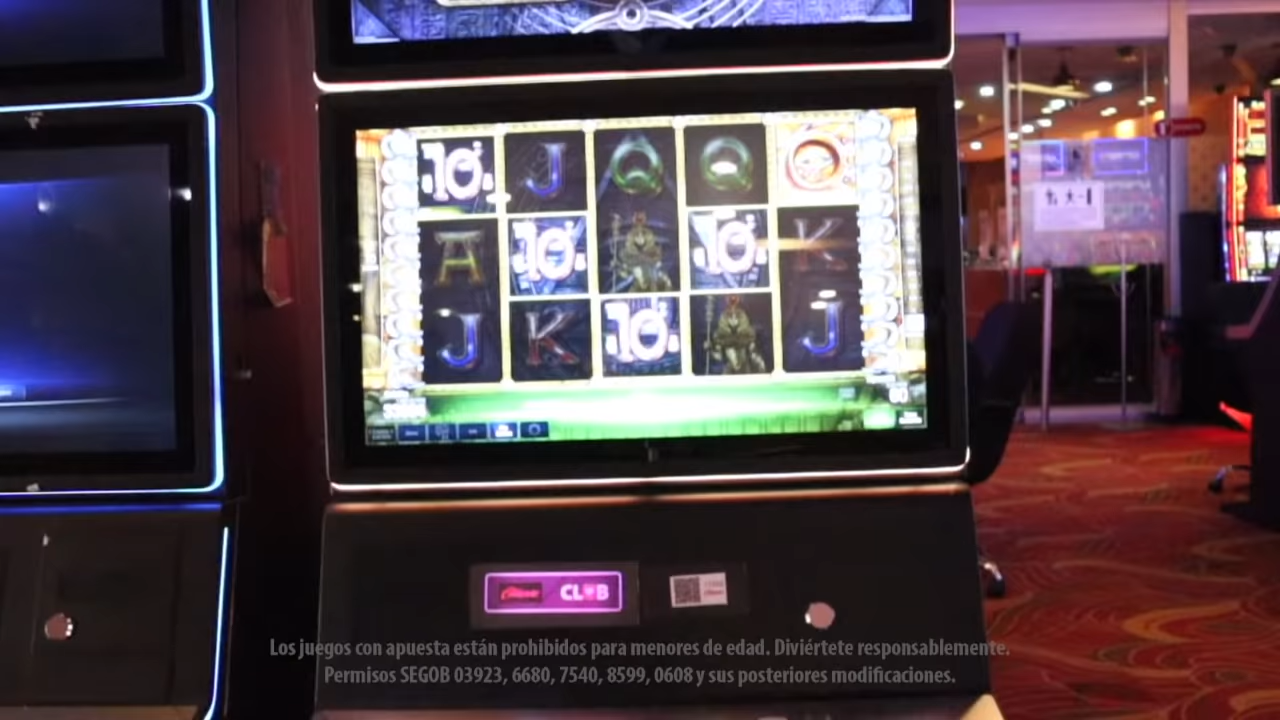 10 J Q Q
A 10 10 K
J K 10 J
60
CLUB
Los juegos con apuesta están prohibidos para menores de edad. Diviértete responsablemente.
Permisos SEGOB 03923, 6680, 7540, 8599, 0608 y sus posteriores modificaciones.